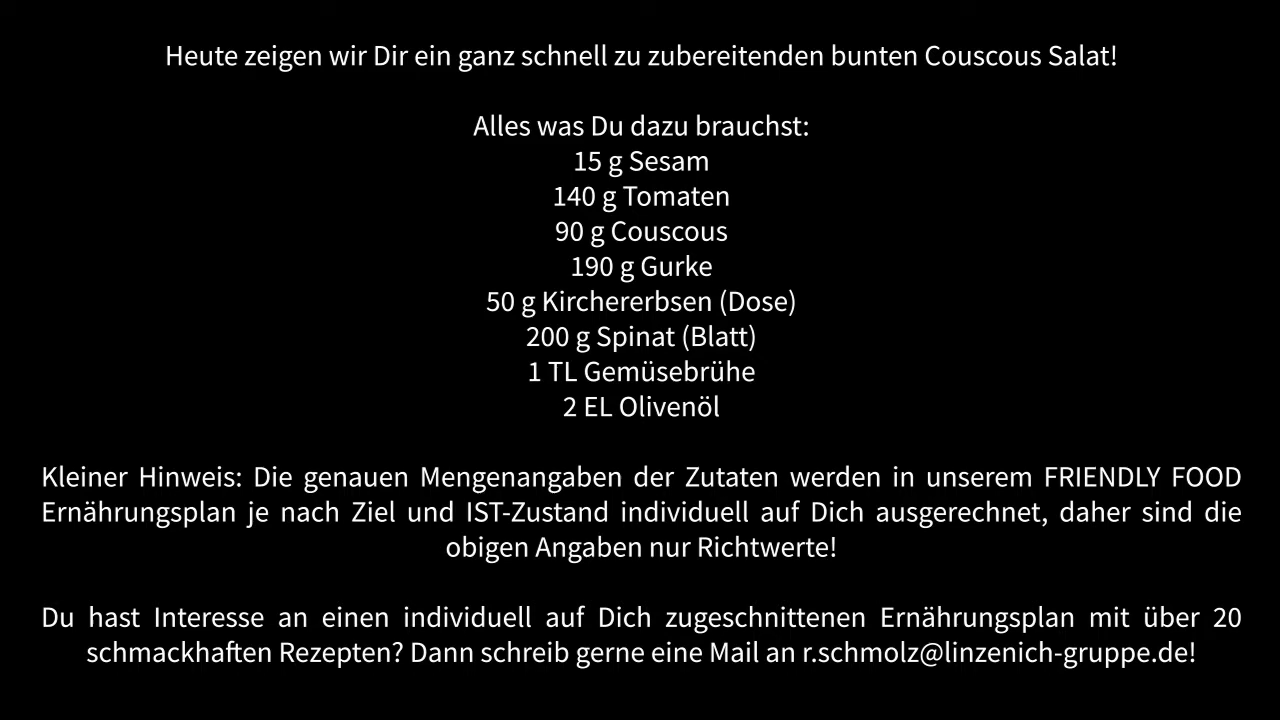 Heute zeigen wir Dir ein ganz schnell zu zubereitenden bunten Couscous Salat!
Alles was Du dazu brauchst:
15 g Sesam
140 g Tomaten
90 g Couscous
190 g Gurke
50 g Kirchererbsen (Dose)
200 g Spinat (Blatt)
1 TL Gemüsebrühe
2 EL Olivenöl
Kleiner Hinweis: Die genauen Mengenangaben der Zutaten werden in unserem FRIENDLY FOOD
Ernährungsplan je nach Ziel und IST-Zustand individuell auf Dich ausgerechnet, daher sind die
obigen Angaben nur Richtwerte!
Du hast Interesse an einen individuell auf Dich zugeschnittenen Ernährungsplan mit über 20
schmackhaften Rezepten? Dann schreib gerne eine Mail an r.schmolz@linzenich-gruppe.de!